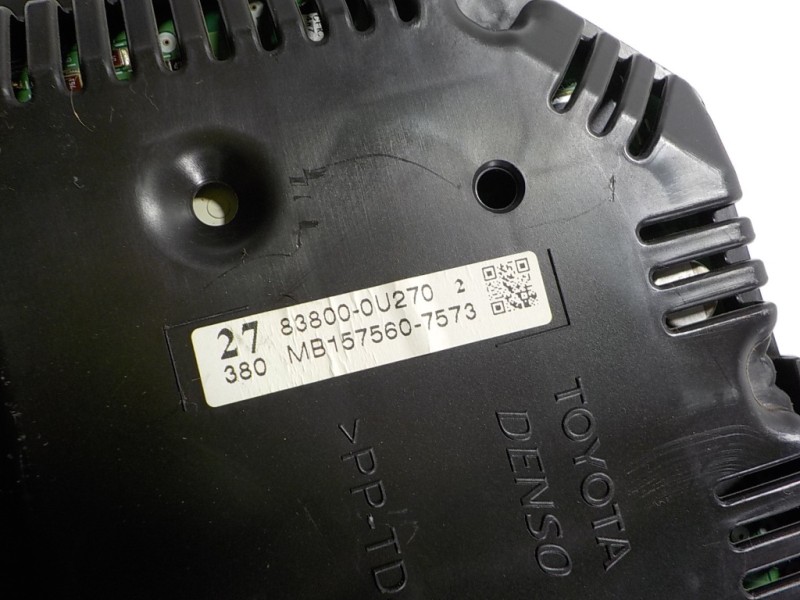 27 83800-0U270 2
380 MB157560-7573
TOYOTA
DENSO
>PP-TD